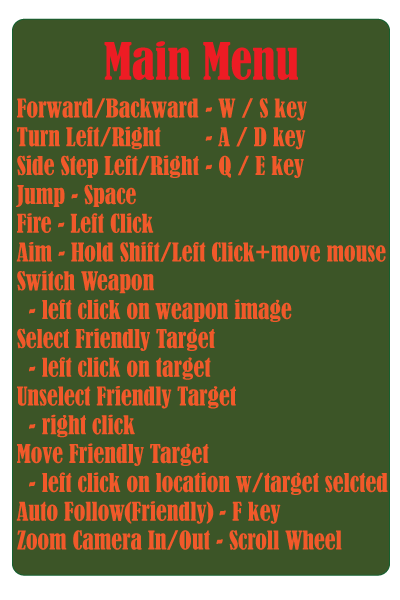 Main Menu
Forward/Backward - W / S key
Turn Left/Right - A / D key
Side Step Left/Right - Q / E key
Jump - Space
Fire - Left Click
Aim - Hold Shift/Left Click+move mouse
Switch Weapon
- left click on weapon image
Select Friendly Target
- left click on target
Unselect Friendly Target
- right click
Move Friendly Target
- left click on location w/target selcted
Auto Follow(Friendly) - F key
Zoom Camera In/Out - Scroll Wheel